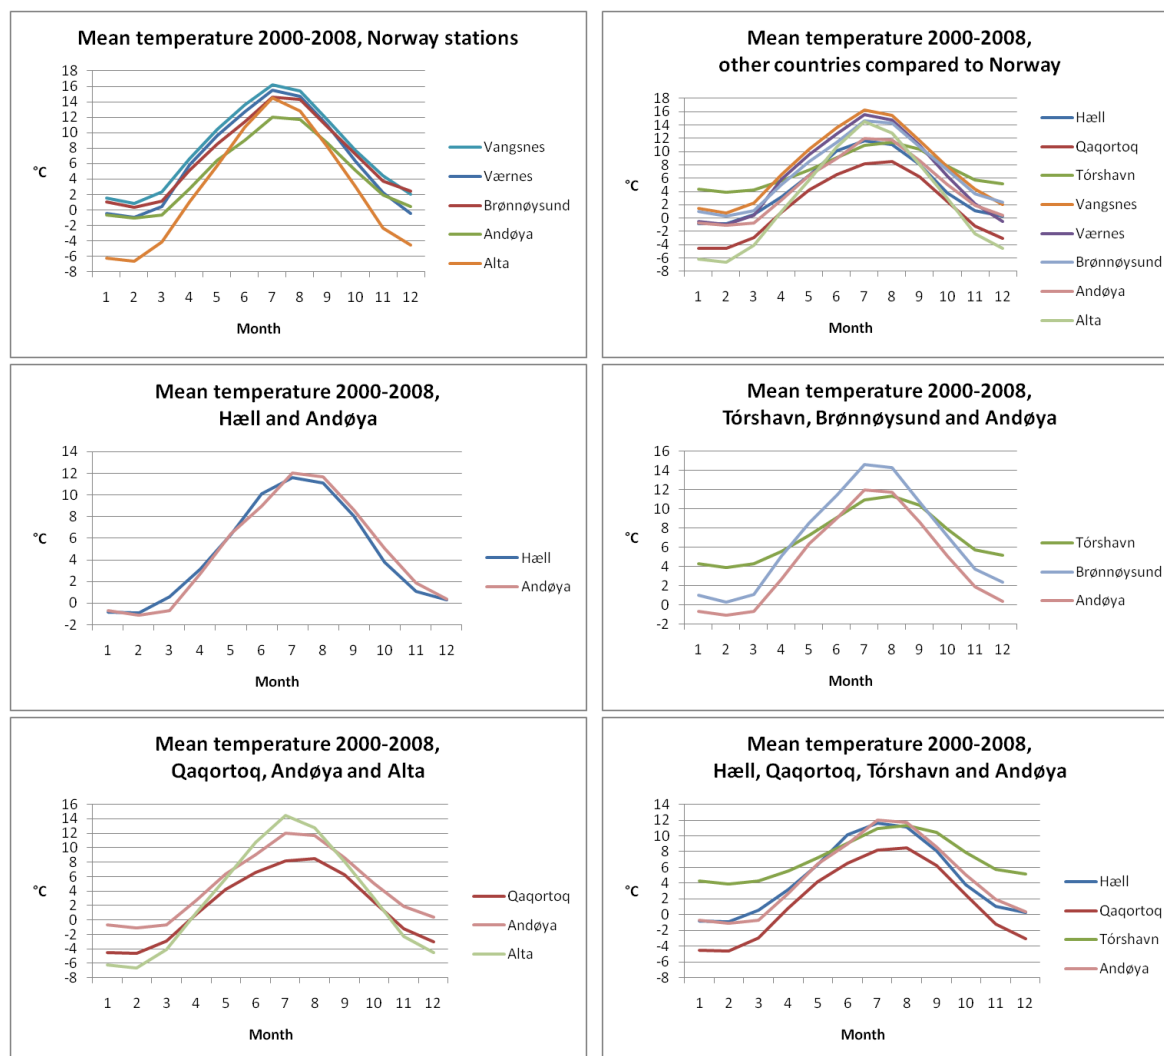 Mean temperature 2000-2008, Norway stations
18
16
14
12
10
8
6
4
2
0
-2
-4
-6
-8
°C
1 2 3 4 5 6 7 8 9 10 11 12
Month
Vangsnes
Værnes
Brønnøysund
Andøya
Alta
Mean temperature 2000-2008,
other countries compared to Norway
18
16
14
12
10
8
6
4
2
0
-2
-4
-6
-8
°C
1 2 3 4 5 6 7 8 9 10 11 12
Month
Hæll
Qaqortoq
Tórshavn
Vangsnes
Værnes
Brønnøysund
Andøya
Alta
Mean temperature 2000-2008,
Hæll and Andøya
14
12
10
8
6
4
2
0
-2
°C
1 2 3 4 5 6 7 8 9 10 11 12
Month
Hæll
Andøya
Mean temperature 2000-2008,
Tórshavn, Brønnøysund and Andøya
16
14
12
10
8
6
4
2
0
-2
°C
1 2 3 4 5 6 7 8 9 10 11 12
Month
Tórshavn
Brønnøysund
Andøya
Mean temperature 2000-2008,
Qaqortoq, Andøya and Alta
16
14
12
10
8
6
4
2
0
-2
-4
-6
-8
°C
1 2 3 4 5 6 7 8 9 10 11 12
Month
Qaqortoq
Andøya
Alta
Mean temperature 2000-2008,
Hæll, Qaqortoq, Tórshavn and Andøya
14
12
10
8
6
4
2
0
-2
-4
-6
-8
°C
1 2 3 4 5 6 7 8 9 10 11 12
Month
Hæll
Qaqortoq
Tórshavn
Andøya